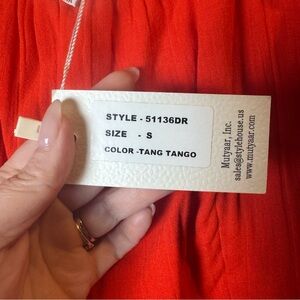 STYLE - 51136DR
SIZE - S
COLOR -TANG TANGO
Mutyaar, Inc.
sales@stylehouse.us
www.mutyaar.com